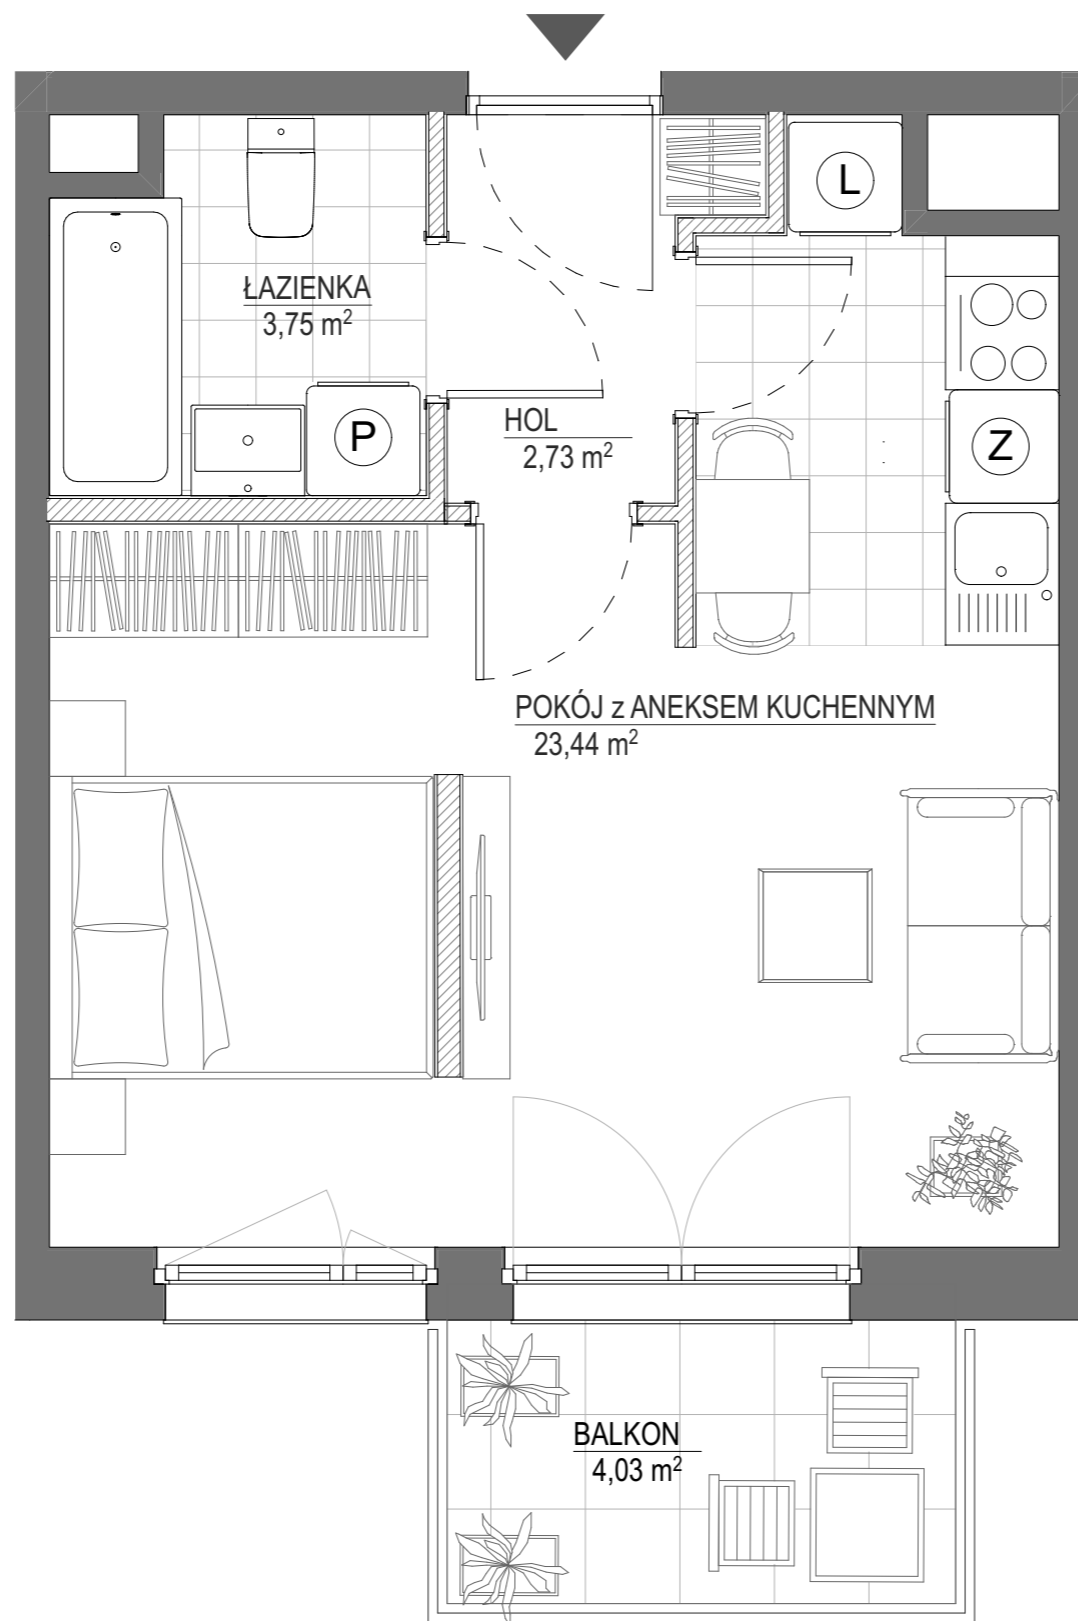 L
ŁAZIENKA
3,75 m²
HOL
2,73 m²
P
Z
POKÓJ z ANEKSEM KUCHENNYM
23,44 m²
BALKON
4,03 m²